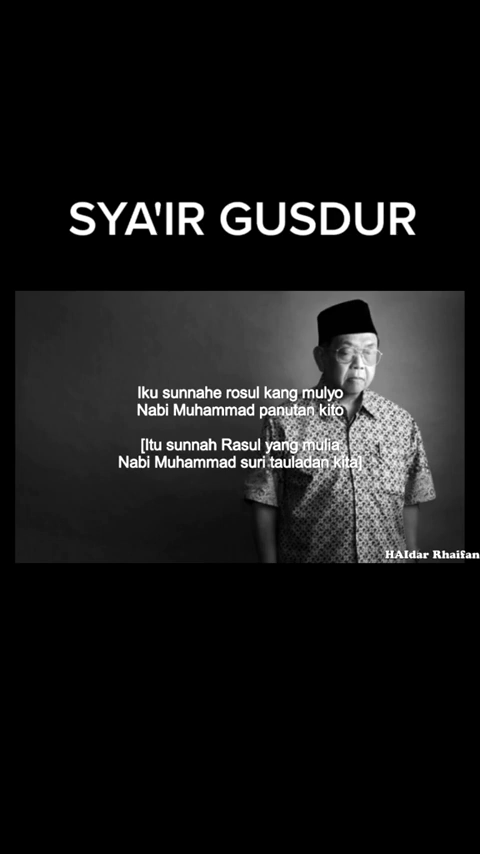 SYA'IR GUSDUR
Iku sunnahe rosul kang mulyo
Nabi Muhammad panutan kito
[Itu sunnah Rasul yang mulia
Nabi Muhammad suri tauladan kita]
HAIdar Rhaifan